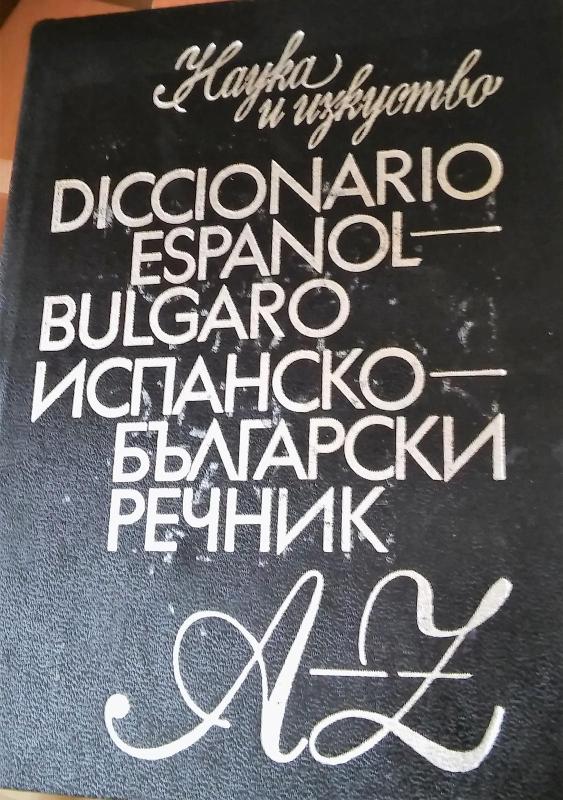 Наука
и изкуство
DICCIONARIO
ESPANOL—
BULGARO
ИСПАНСКО—
БЪЛГАРСКИ
РЕЧНИК
A–Z